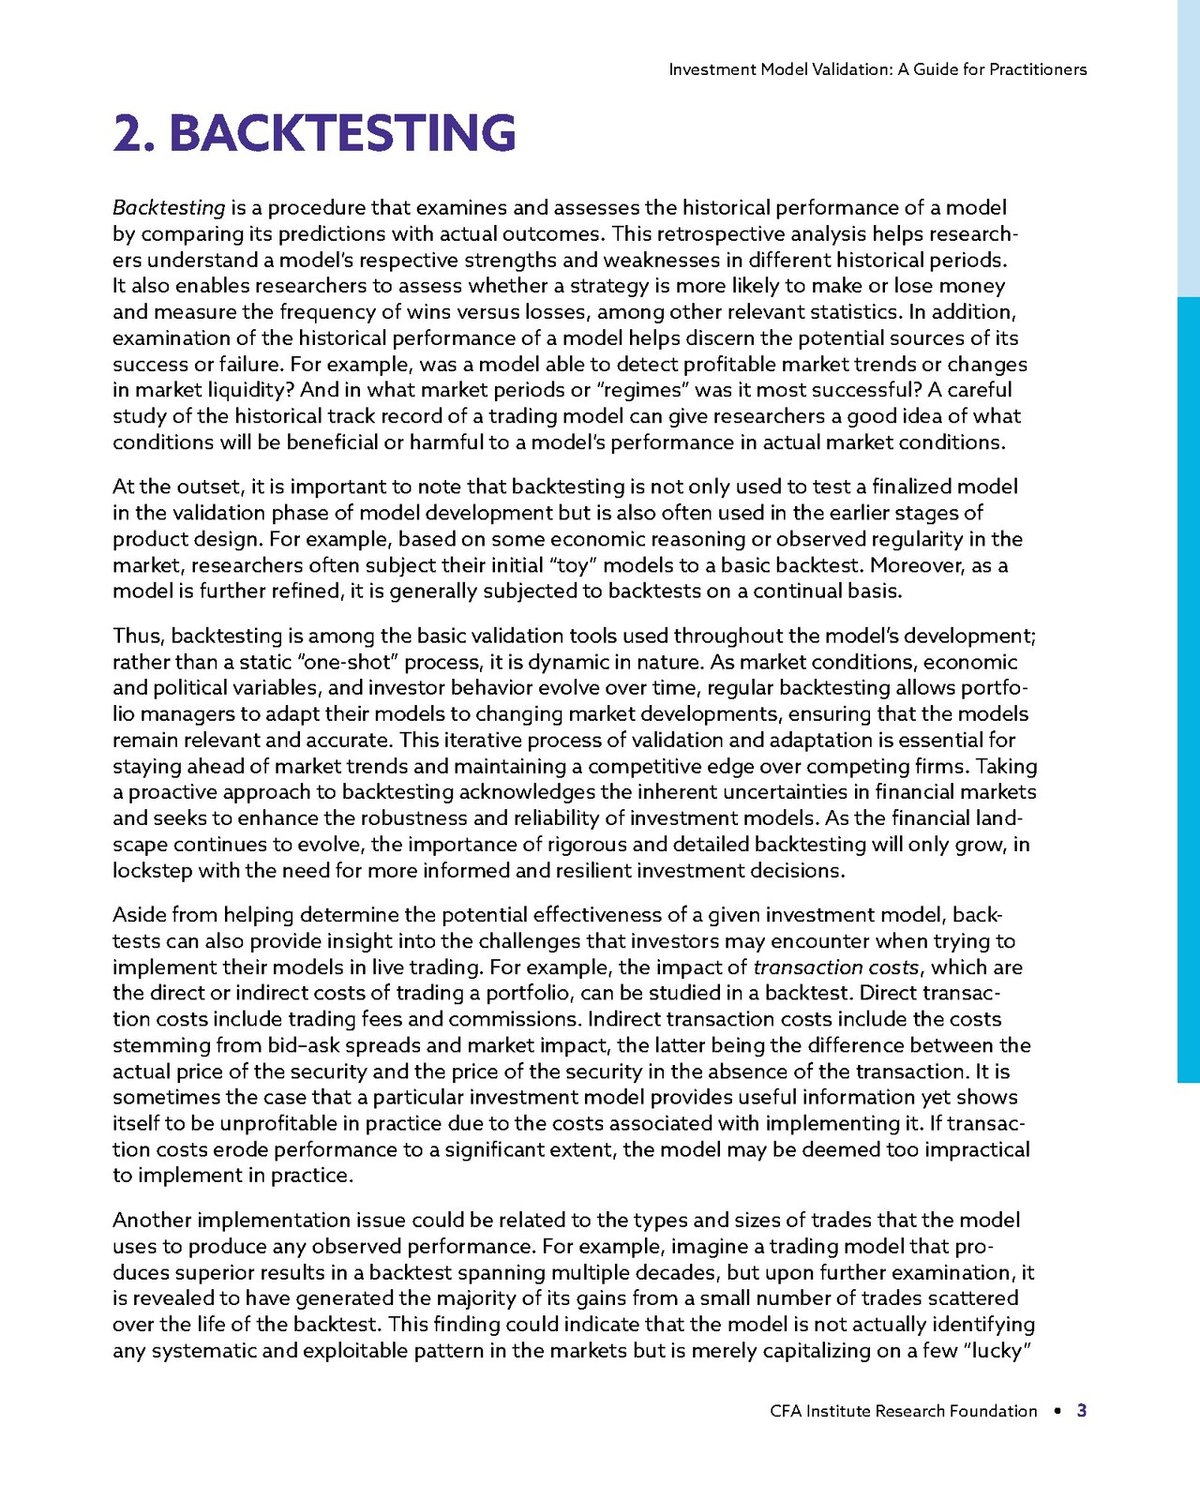 Investment Model Validation: A Guide for Practitioners
2. BACKTESTING
Backtesting is a procedure that examines and assesses the historical performance of a model
by comparing its predictions with actual outcomes. This retrospective analysis helps research-
ers understand a model’s respective strengths and weaknesses in different historical periods.
It also enables researchers to assess whether a strategy is more likely to make or lose money
and measure the frequency of wins versus losses, among other relevant statistics. In addition,
examination of the historical performance of a model helps discern the potential sources of its
success or failure. For example, was a model able to detect profitable market trends or changes
in market liquidity? And in what market periods or “regimes” was it most successful? A careful
study of the historical track record of a trading model can give researchers a good idea of what
conditions will be beneficial or harmful to a model’s performance in actual market conditions.
At the outset, it is important to note that backtesting is not only used to test a finalized model
in the validation phase of model development but is also often used in the earlier stages of
product design. For example, based on some economic reasoning or observed regularity in the
market, researchers often subject their initial “toy” models to a basic backtest. Moreover, as a
model is further refined, it is generally subjected to backtests on a continual basis.
Thus, backtesting is among the basic validation tools used throughout the model’s development;
rather than a static “one-shot” process, it is dynamic in nature. As market conditions, economic
and political variables, and investor behavior evolve over time, regular backtesting allows portfo-
lio managers to adapt their models to changing market developments, ensuring that the models
remain relevant and accurate. This iterative process of validation and adaptation is essential for
staying ahead of market trends and maintaining a competitive edge over competing firms. Taking
a proactive approach to backtesting acknowledges the inherent uncertainties in financial markets
and seeks to enhance the robustness and reliability of investment models. As the financial land-
scape continues to evolve, the importance of rigorous and detailed backtesting will only grow, in
lockstep with the need for more informed and resilient investment decisions.
Aside from helping determine the potential effectiveness of a given investment model, back-
tests can also provide insight into the challenges that investors may encounter when trying to
implement their models in live trading. For example, the impact of transaction costs, which are
the direct or indirect costs of trading a portfolio, can be studied in a backtest. Direct transac-
tion costs include trading fees and commissions. Indirect transaction costs include the costs
stemming from bid–ask spreads and market impact, the latter being the difference between the
actual price of the security and the price of the security in the absence of the transaction. It is
sometimes the case that a particular investment model provides useful information yet shows
itself to be unprofitable in practice due to the costs associated with implementing it. If transac-
tion costs erode performance to a significant extent, the model may be deemed too impractical
to implement in practice.
Another implementation issue could be related to the types and sizes of trades that the model
uses to produce any observed performance. For example, imagine a trading model that pro-
duces superior results in a backtest spanning multiple decades, but upon further examination, it
is revealed to have generated the majority of its gains from a small number of trades scattered
over the life of the backtest. This finding could indicate that the model is not actually identifying
any systematic and exploitable pattern in the markets but is merely capitalizing on a few “lucky”
CFA Institute Research Foundation • 3